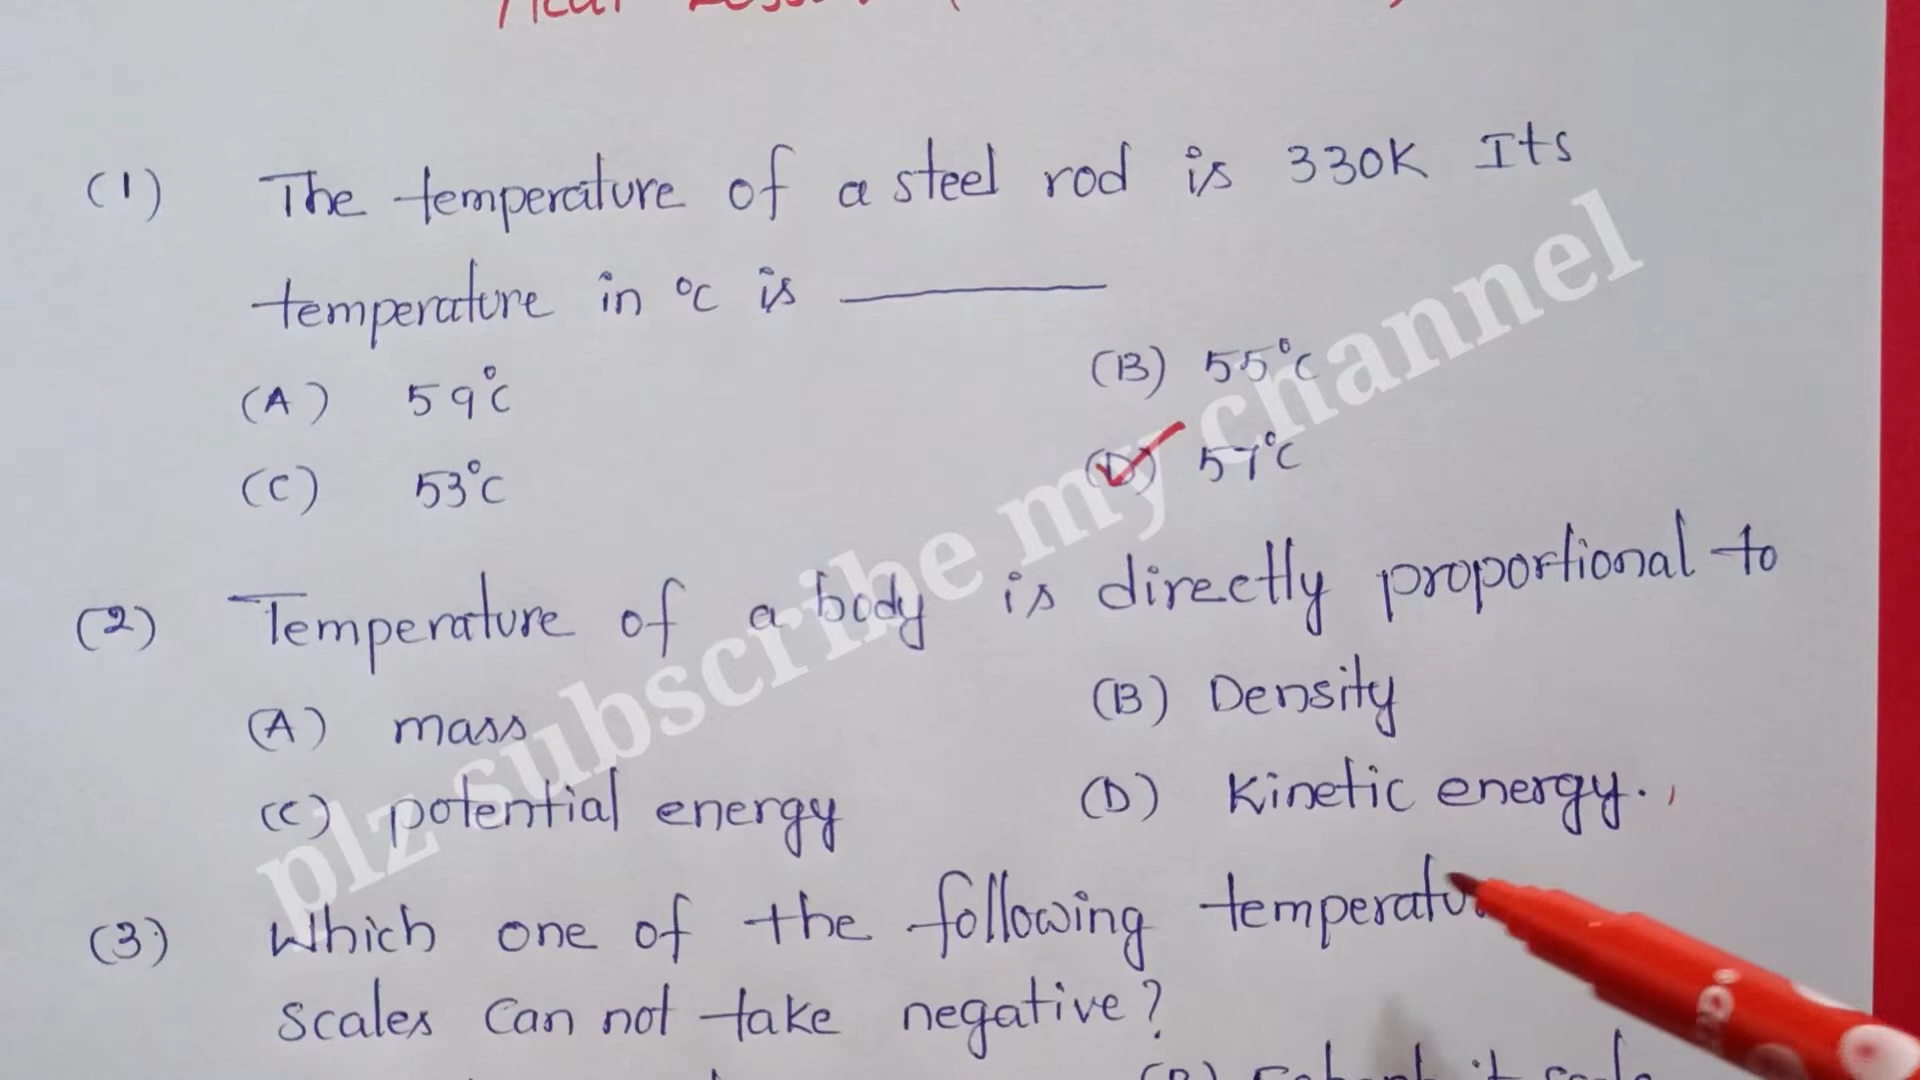 (1) The temperature of a steel rod is 330K Its
temperature in °C is ________
(A) 59°C (B) 55°C
(C) 53°C (D) 57°C
(2) Temperature of a body is directly proportional to
(A) mass (B) Density
(C) potential energy (D) Kinetic energy.
(3) Which one of the following
scales can not take negative?
plz subscribe my channel